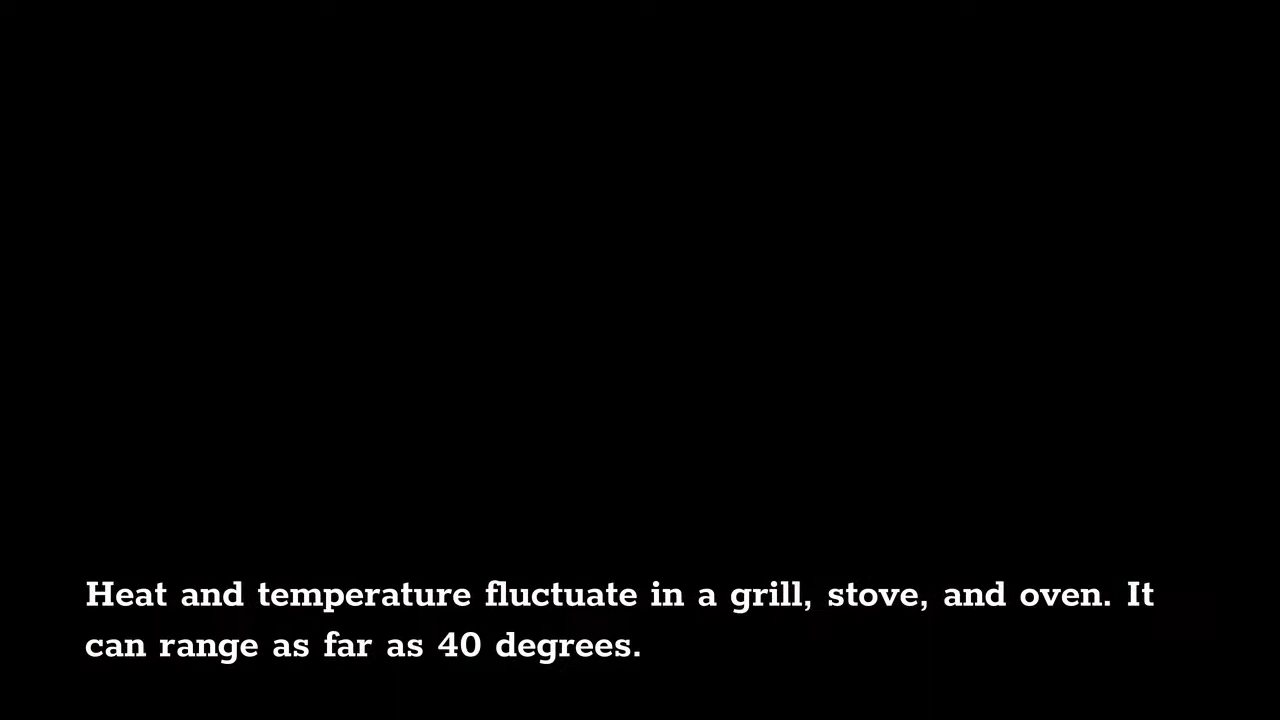 Heat and temperature fluctuate in a grill, stove, and oven. It
can range as far as 40 degrees.